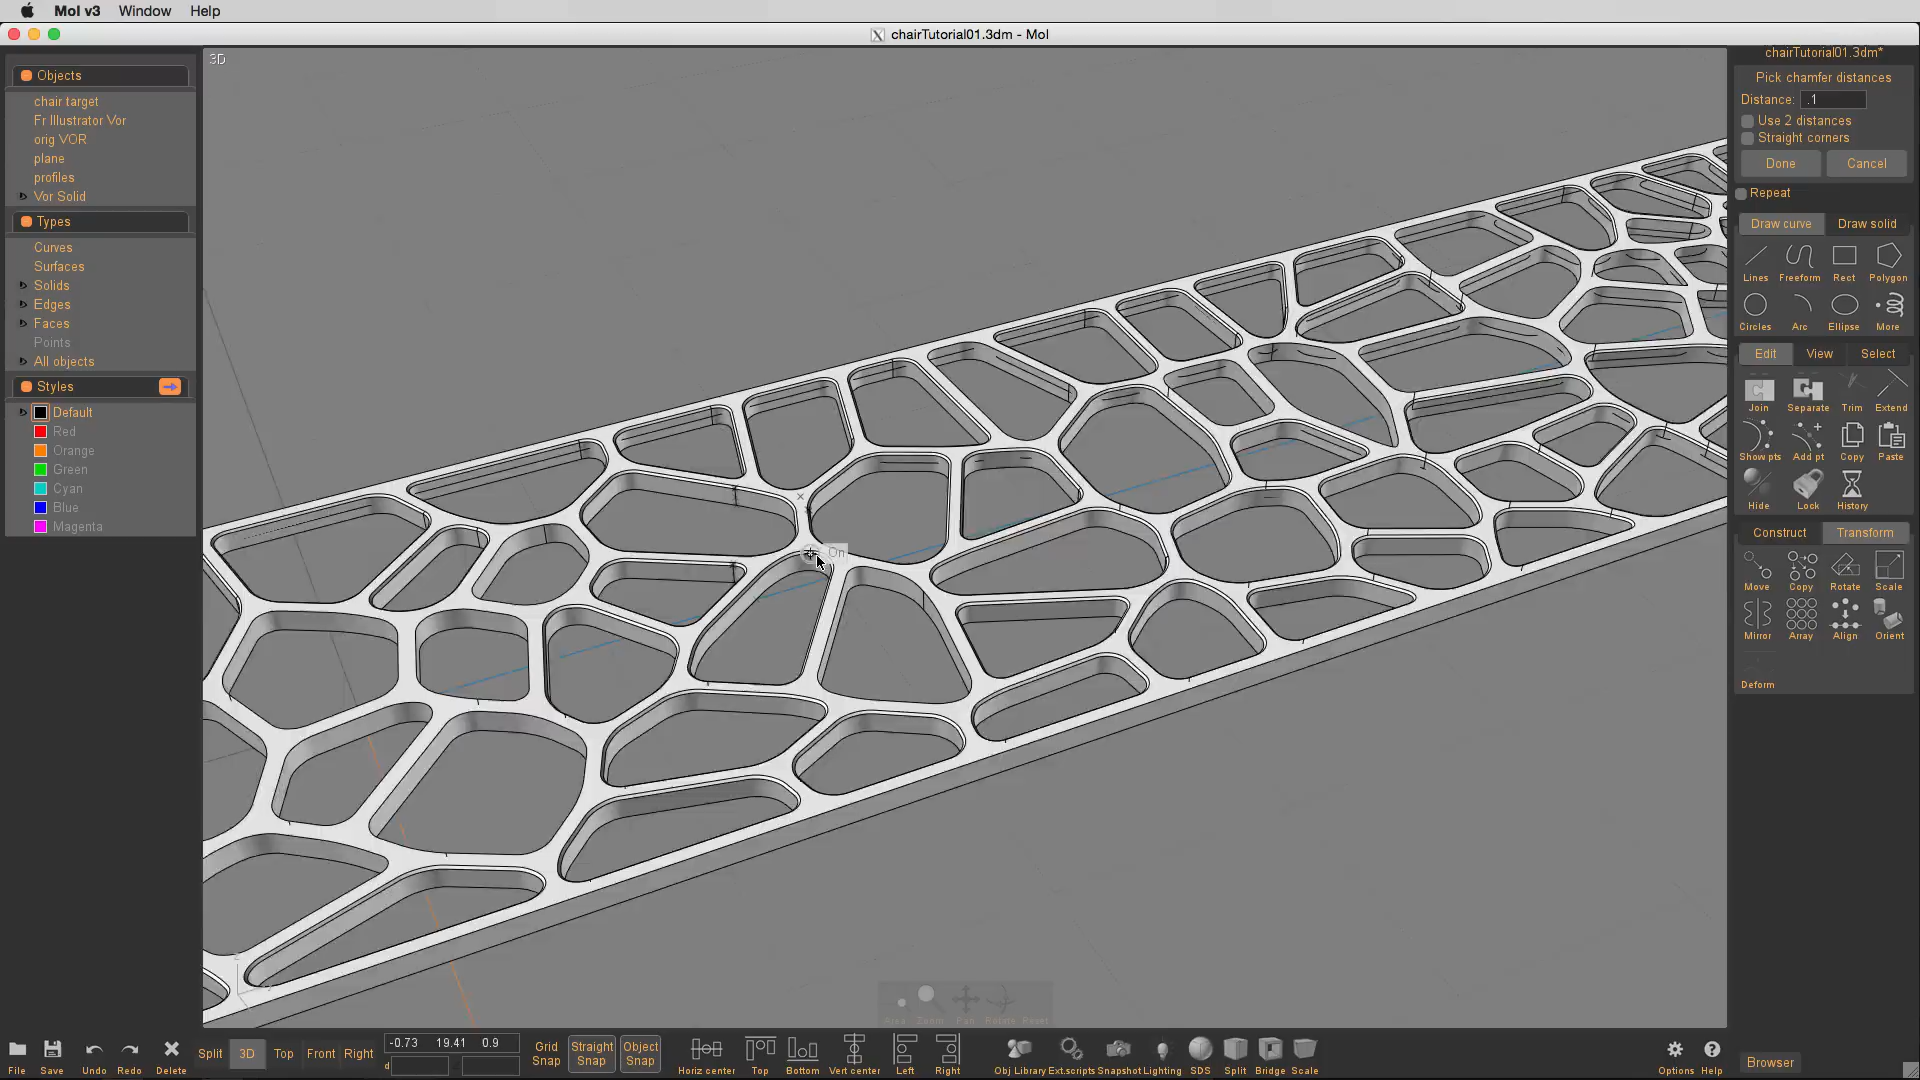 MoI v3 Window Help
chairTutorial01.3dm - MoI
3D
Objects
chair target
Fr Illustrator Vor
orig VOR
plane
profiles
Vor Solid
Types
Curves
Surfaces
Solids
Edges
Faces
Points
All objects
Styles
Default
Red
Orange
Green
Cyan
Blue
Magenta
On
chairTutorial01.3dm*
Pick chamfer distances
Distance: .1
Use 2 distances
Straight corners
Done Cancel
Repeat
Draw curve Draw solid
Lines Freeform Rect Polygon
Circles Arc Ellipse More
Edit View Select
Join Separate Trim Extend
Show pts Add pt Copy Paste
Hide Lock History
Construct Transform
Move Copy Rotate Scale
Mirror Array Align Orient
Deform
Area Zoom Pan Rotate Reset
File Save Undo Redo Delete
Split 3D Top Front Right
-0.73 19.41 0.9
d
Grid Snap
Straight Snap
Object Snap
Horiz center Top Bottom Vert center Left Right
Obj Library Ext.scripts Snapshot Lighting SDS Split Bridge Scale
Options Help
Browser